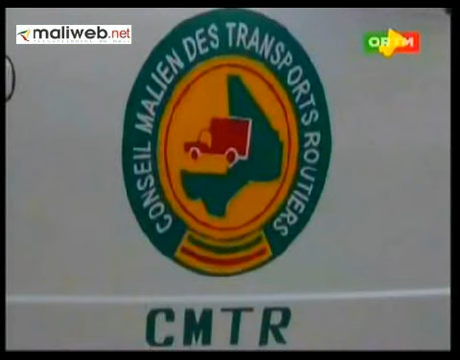 maliweb.net
ORTM
CONSEIL MALIEN DES TRANSPORTS ROUTIERS
CMTR